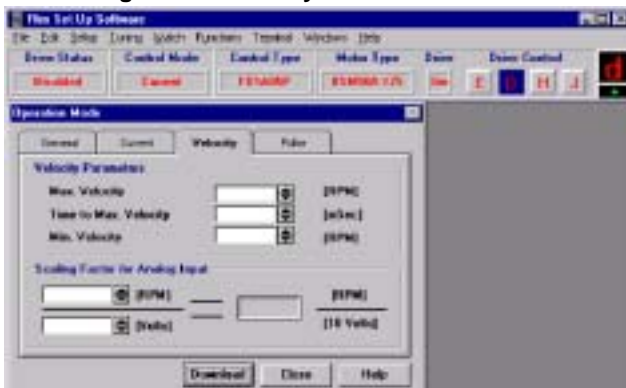 Flex Set Up Software
File Edit Setup Tuning Watch Functions Terminal Windows Help
Drive Status Control Mode Control Type Motor Type Drive Drive Control
Disabled Current
E D H J d
Operation Mode
General Current Velocity Pulse
Velocity Parameters
Max. Velocity [RPM]
Time to Max. Velocity [mSec]
Min. Velocity [RPM]
Scaling Factor for Analog Input
[RPM] [RPM]
[Volts] [10 Volts]
Download Close Help